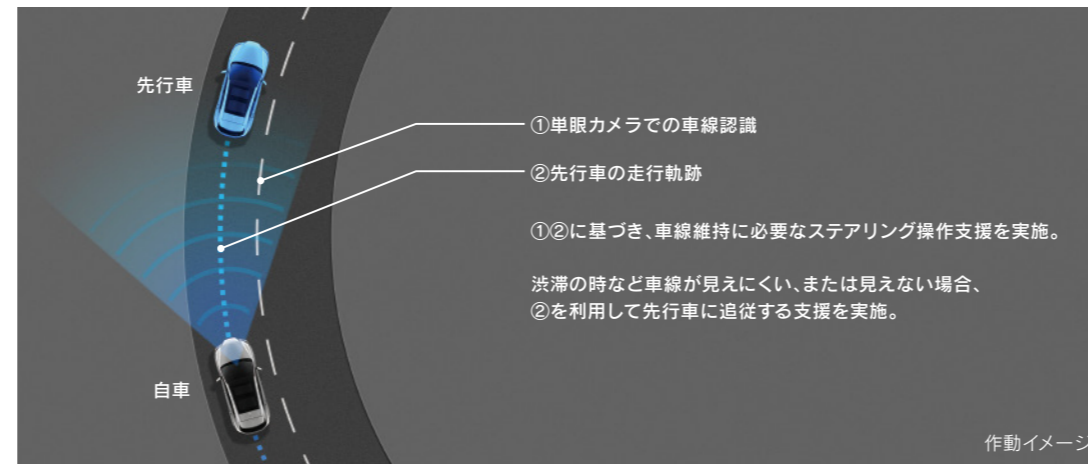 先行車
①単眼カメラでの車線認識
②先行車の走行軌跡
①②に基づき、車線維持に必要なステアリング操作支援を実施。
渋滞の時など車線が見えにくい、または見えない場合、
②を利用して先行車に追従する支援を実施。
自車
作動イメージ